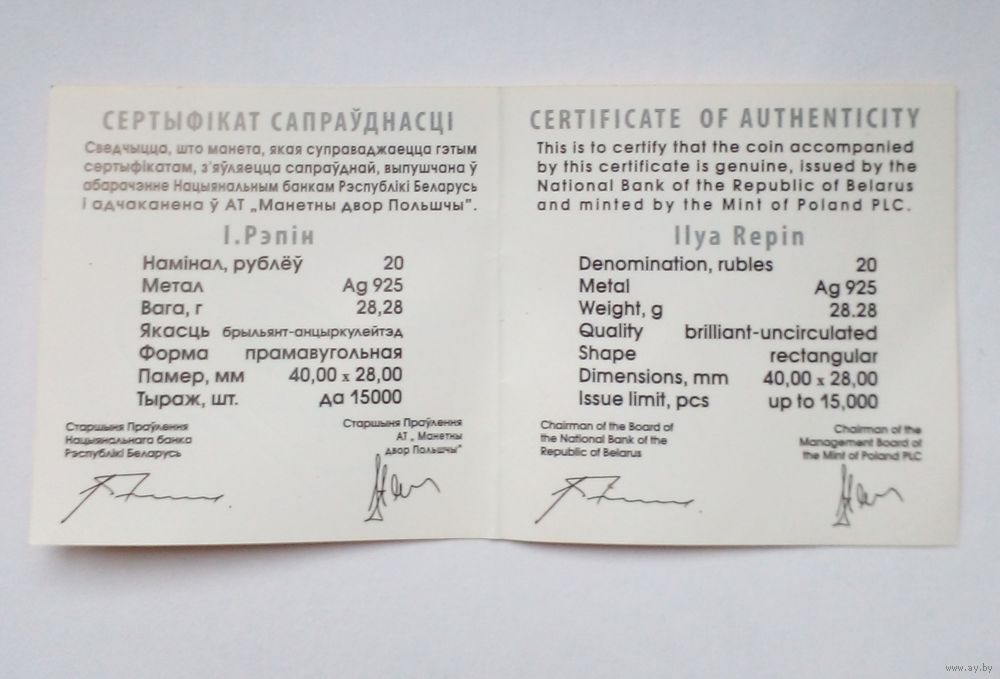 СЕРТЫФІКАТ САПРАЎДНАСЦІ
Сведчыцца, што манета, якая суправаджаецца гэтым
сертыфікатам, з'яўляецца сапраўднай, выпушчана ў
абарачэнне Нацыянальным банкам Рэспублікі Беларусь
і адчаканена ў АТ „Манетны двор Польшчы".
І.Рэпін
Намінал, рублёў 20
Метал Ag 925
Вага, г 28,28
Якасць брыльянт-анцыркулейтэд
Форма прамавугольная
Памер, мм 40,00 x 28,00
Тыраж, шт. да 15000
Старшыня Праўлення
Нацыянальнага банка
Рэспублікі Беларусь
Старшыня Праўлення
АТ „ Манетны
двор Польшчы"
CERTIFICATE OF AUTHENTICITY
This is to certify that the coin accompanied
by this certificate is genuine, issued by the
National Bank of the Republic of Belarus
and minted by the Mint of Poland PLC.
Ilya Repin
Denomination, rubles 20
Metal Ag 925
Weight, g 28.28
Quality brilliant-uncirculated
Shape rectangular
Dimensions, mm 40,00 x 28,00
Issue limit, pcs up to 15,000
Chairman of the Board of
the National Bank of the
Republic of Belarus
Chairman of the
Management Board of
the Mint of Poland PLC
www.ay.by